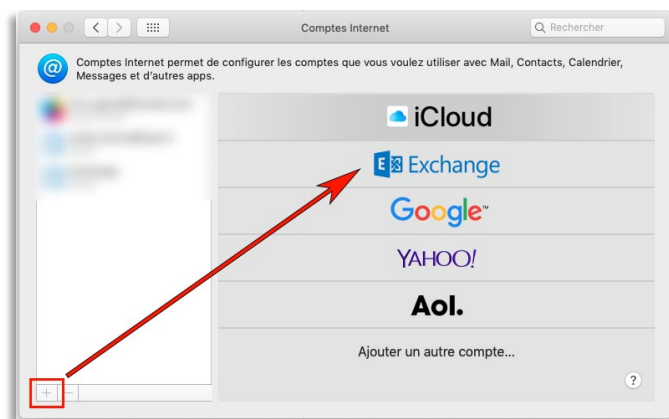 Comptes Internet
Rechercher
Comptes Internet permet de configurer les comptes que vous voulez utiliser avec Mail, Contacts, Calendrier,
Messages et d'autres apps.
iCloud
Exchange
Google
YAHOO!
Aol.
Ajouter un autre compte...
?